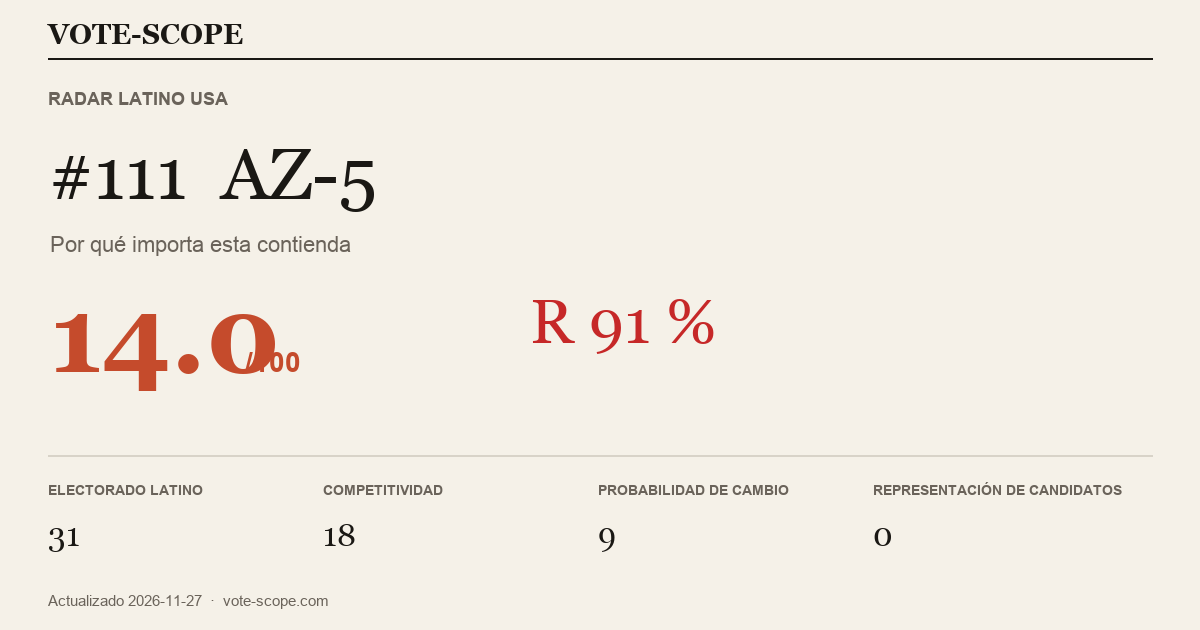 VOTE-SCOPE
RADAR LATINO USA
#111 AZ-5
Por qué importa esta contienda
14.0 /100
R 91 %
ELECTORADO LATINO
COMPETITIVIDAD
PROBABILIDAD DE CAMBIO
REPRESENTACIÓN DE CANDIDATOS
31
18
9
0
Actualizado 2026-11-27 · vote-scope.com